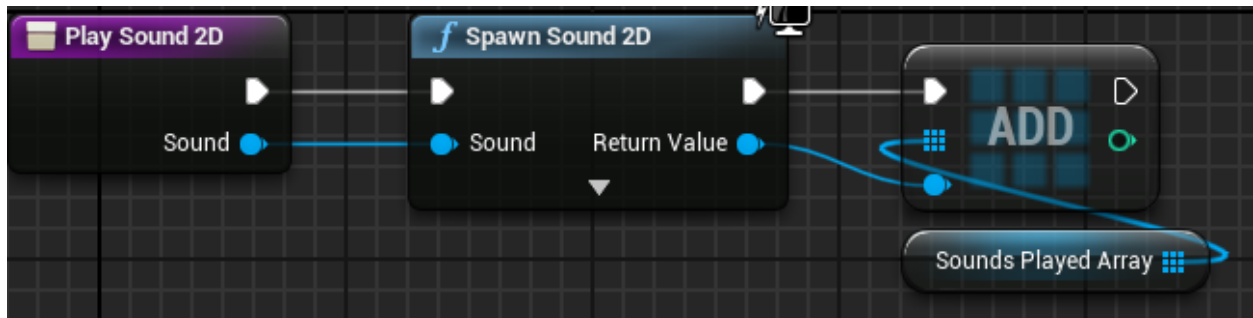 Play Sound 2D
f Spawn Sound 2D
Sound
Sound
Return Value
ADD
Sounds Played Array